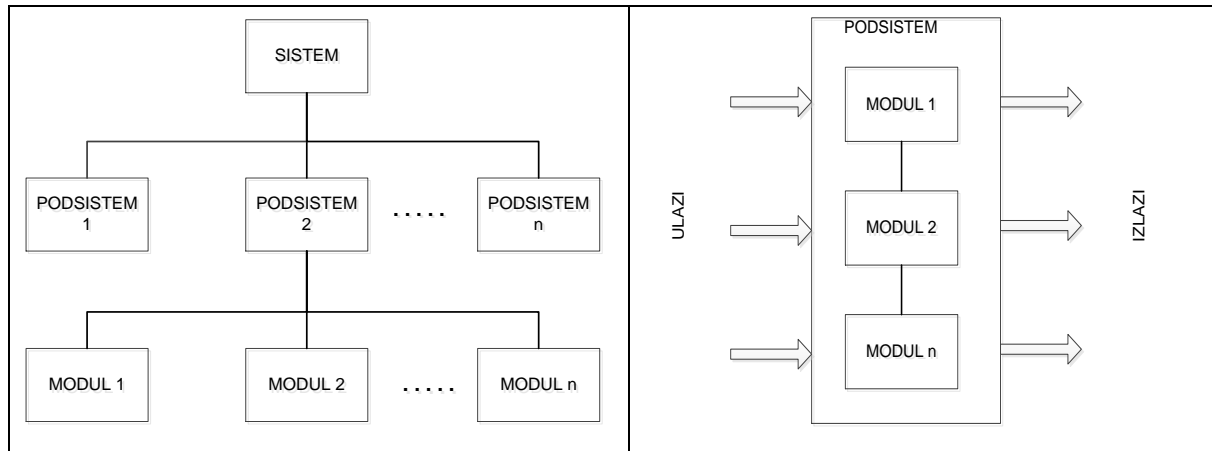 SISTEM
PODSISTEM
1
PODSISTEM
2
. . . . .
PODSISTEM
n
MODUL 1
MODUL 2
. . . . .
MODUL n
PODSISTEM
ULAZI
MODUL 1
MODUL 2
MODUL n
IZLAZI